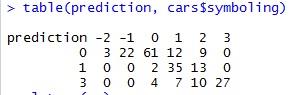 > table(prediction, cars$symboling)
prediction -2 -1 0 1 2 3
0 3 22 61 12 9 0
1 0 0 2 35 13 0
3 0 0 4 7 10 27